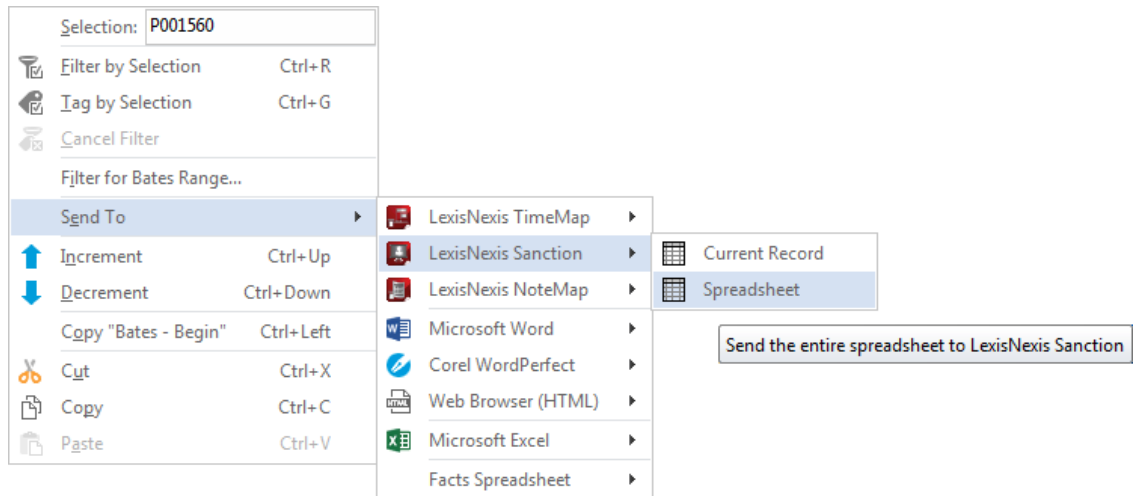 Selection: P001560
Filter by Selection Ctrl+R
Tag by Selection Ctrl+G
Cancel Filter
Filter for Bates Range...
Send To
Increment Ctrl+Up
Decrement Ctrl+Down
Copy "Bates - Begin" Ctrl+Left
Cut Ctrl+X
Copy Ctrl+C
Paste Ctrl+V
LexisNexis TimeMap
LexisNexis Sanction
LexisNexis NoteMap
Microsoft Word
Corel WordPerfect
HTML Web Browser (HTML)
Microsoft Excel
Facts Spreadsheet
Current Record
Spreadsheet
Send the entire spreadsheet to LexisNexis Sanction